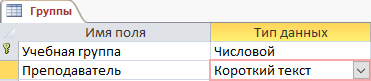 Группы
Имя поля Тип данных
Учебная группа Числовой
Преподаватель Короткий текст